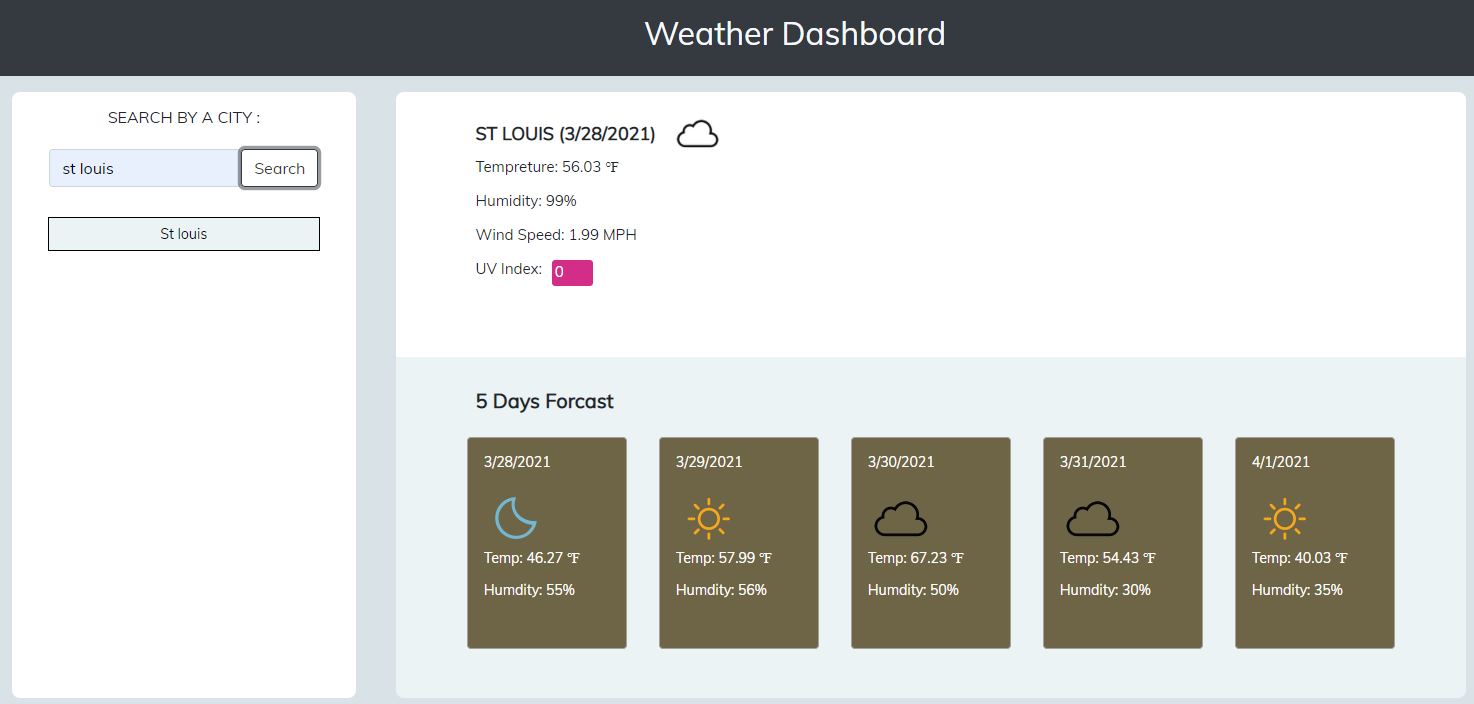 Weather Dashboard
SEARCH BY A CITY :
st louis
Search
St louis
ST LOUIS (3/28/2021)
Tempreture: 56.03 ℉
Humidity: 99%
Wind Speed: 1.99 MPH
UV Index: 0
5 Days Forcast
3/28/2021
Temp: 46.27 ℉
Humdity: 55%
3/29/2021
Temp: 57.99 ℉
Humdity: 56%
3/30/2021
Temp: 67.23 ℉
Humdity: 50%
3/31/2021
Temp: 54.43 ℉
Humdity: 30%
4/1/2021
Temp: 40.03 ℉
Humdity: 35%